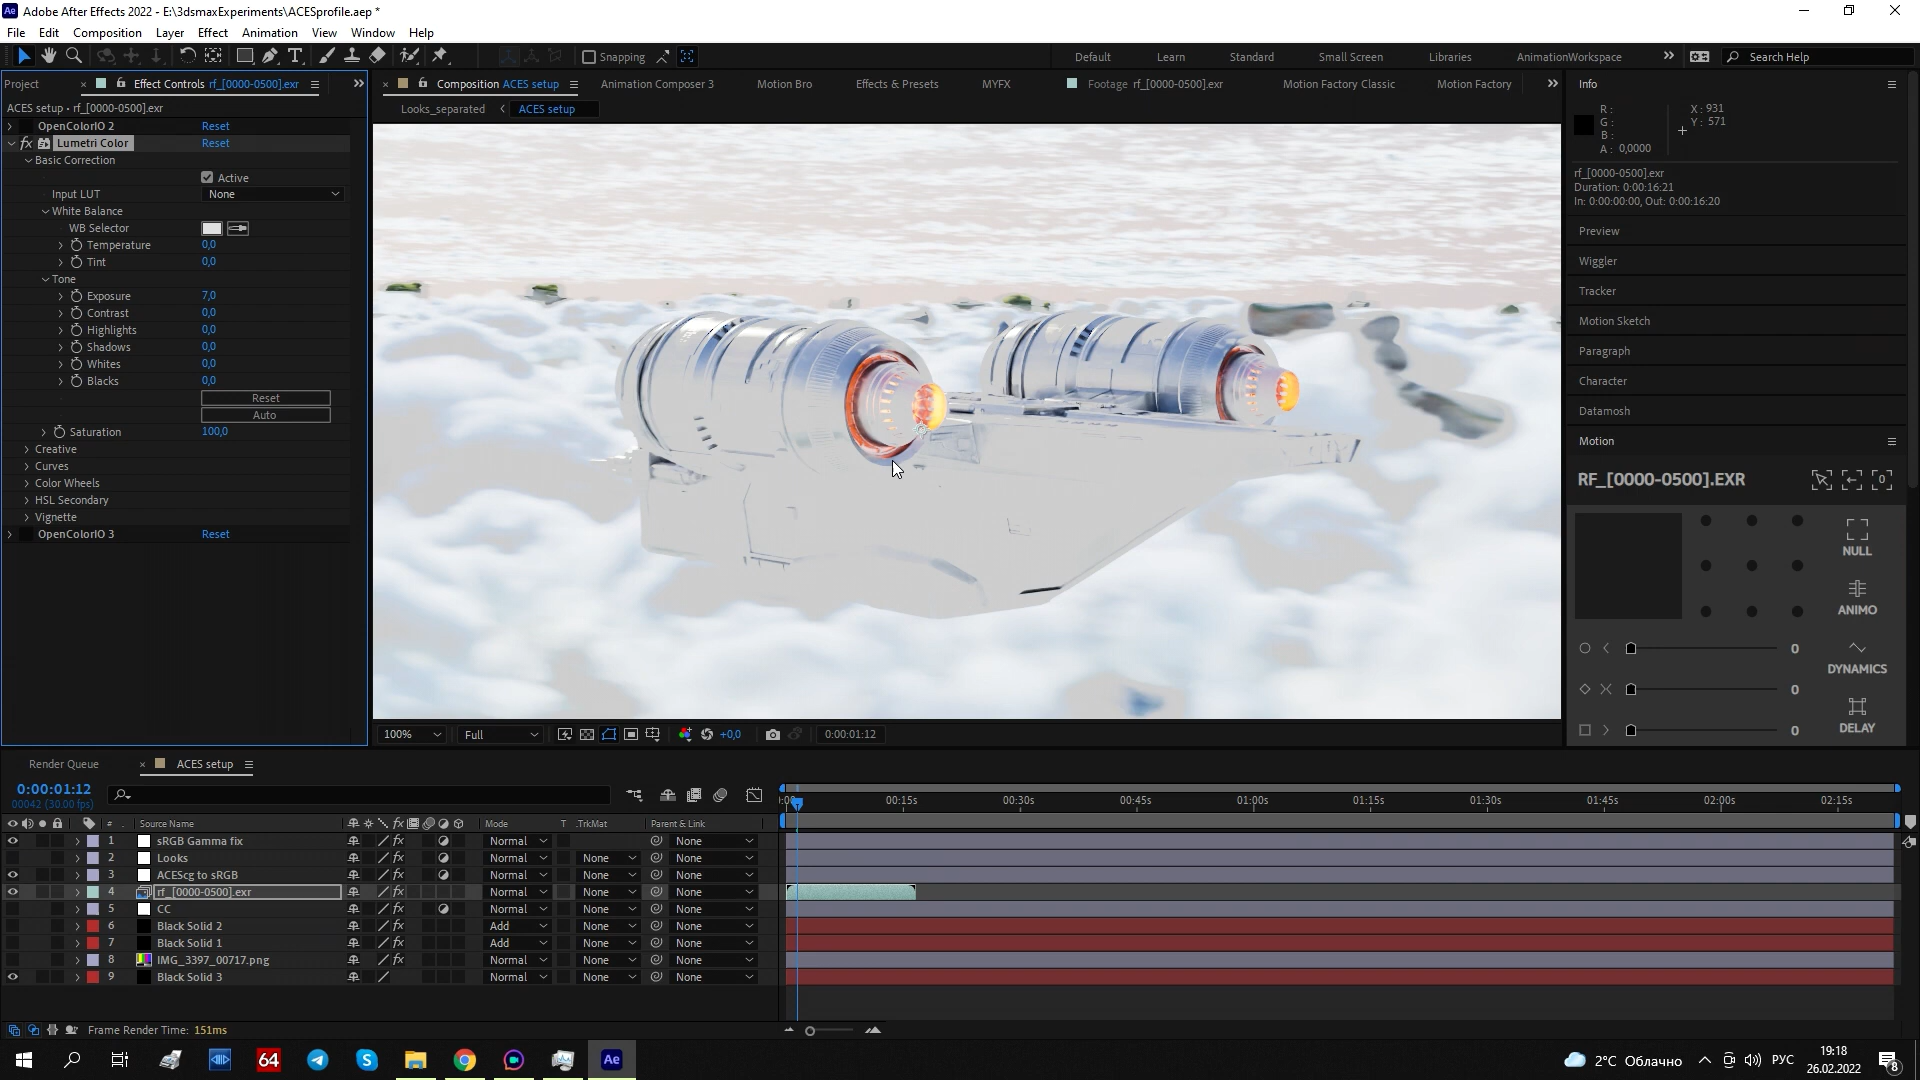 Adobe After Effects 2022 - E:\3dsmaxExperiments\ACESprofile.aep *
File Edit Composition Layer Effect Animation View Window Help
Snapping Default Learn Standard Small Screen Libraries AnimationWorkspace Search Help
Project Effect Controls rf_[0000-0500].exr
ACES setup • rf_[0000-0500].exr
OpenColorIO 2 Reset
fx Lumetri Color Reset
Basic Correction
Active
Input LUT None
White Balance
WB Selector
Temperature 0,0
Tint 0,0
Tone
Exposure 7,0
Contrast 0,0
Highlights 0,0
Shadows 0,0
Whites 0,0
Blacks 0,0
Reset
Auto
Saturation 100,0
Creative
Curves
Color Wheels
HSL Secondary
Vignette
OpenColorIO 3 Reset
Composition ACES setup Animation Composer 3 Motion Bro Effects & Presets MYFX Footage rf_[0000-0500].exr Motion Factory Classic Motion Factory
Looks_separated ACES setup
100% Full +0,0 0:00:01:12
Info
R :
G :
B :
A : 0,0000
X : 931
Y : 571
rf_[0000-0500].exr
Duration: 0:00:16:21
In: 0:00:00:00, Out: 0:00:16:20
Preview
Wiggler
Tracker
Motion Sketch
Paragraph
Character
Datamosh
Motion
RF_[0000-0500].EXR
NULL
ANIMO
0
DYNAMICS
0
DELAY
0
Render Queue ACES setup
0:00:01:12
00042 (30.00 fps)
00:15s 00:30s 00:45s 01:00s 01:15s 01:30s 01:45s 02:00s 02:15s
# Source Name fx Mode T .TrkMat Parent & Link
1 sRGB Gamma fix fx Normal None
2 Looks fx Normal None None
3 ACEScg to sRGB fx Normal None None
4 rf_[0000-0500].exr fx Normal None None
5 CC fx Normal None None
6 Black Solid 2 fx Add None None
7 Black Solid 1 fx Add None None
8 IMG_3397_00717.png fx Normal None None
9 Black Solid 3 Normal None None
Frame Render Time: 151ms
64 Ae 2°C Облачно РУС 19:18
26.02.2022 8